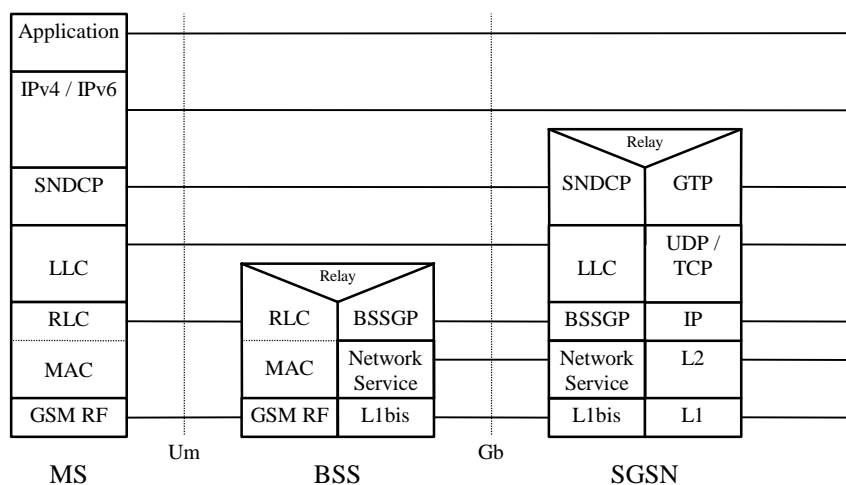 Application
IPv4 / IPv6
Relay
SNDCP
SNDCP
GTP
LLC
LLC
UDP /
TCP
Relay
RLC
RLC
BSSGP
BSSGP
IP
MAC
MAC
Network
Service
Network
Service
L2
GSM RF
GSM RF
L1bis
L1bis
L1
Um
Gb
MS
BSS
SGSN